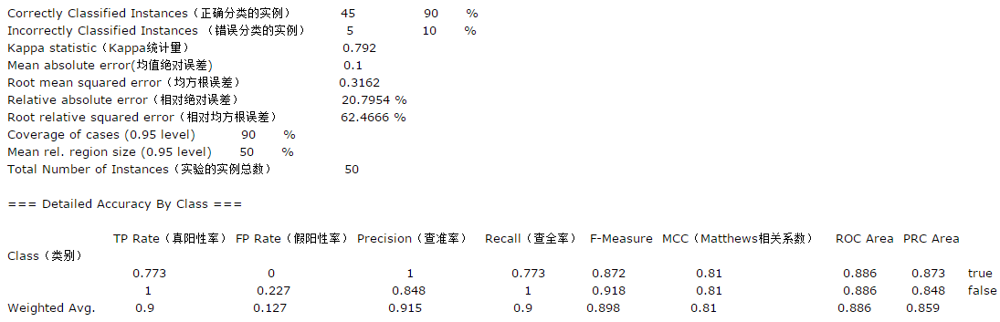 Correctly Classified Instances（正确分类的实例） 45 90 %
Incorrectly Classified Instances （错误分类的实例） 5 10 %
Kappa statistic（Kappa统计量） 0.792
Mean absolute error(均值绝对误差) 0.1
Root mean squared error（均方根误差） 0.3162
Relative absolute error（相对绝对误差） 20.7954 %
Root relative squared error（相对均方根误差） 62.4666 %
Coverage of cases (0.95 level) 90 %
Mean rel. region size (0.95 level) 50 %
Total Number of Instances（实验的实例总数） 50
=== Detailed Accuracy By Class ===
TP Rate（真阳性率） FP Rate（假阳性率） Precision（查准率） Recall（查全率） F-Measure MCC（Matthews相关系数） ROC Area PRC Area
Class（类别）
0.773 0 1 0.773 0.872 0.81 0.886 0.873 true
1 0.227 0.848 1 0.918 0.81 0.886 0.848 false
Weighted Avg. 0.9 0.127 0.915 0.9 0.898 0.81 0.886 0.859